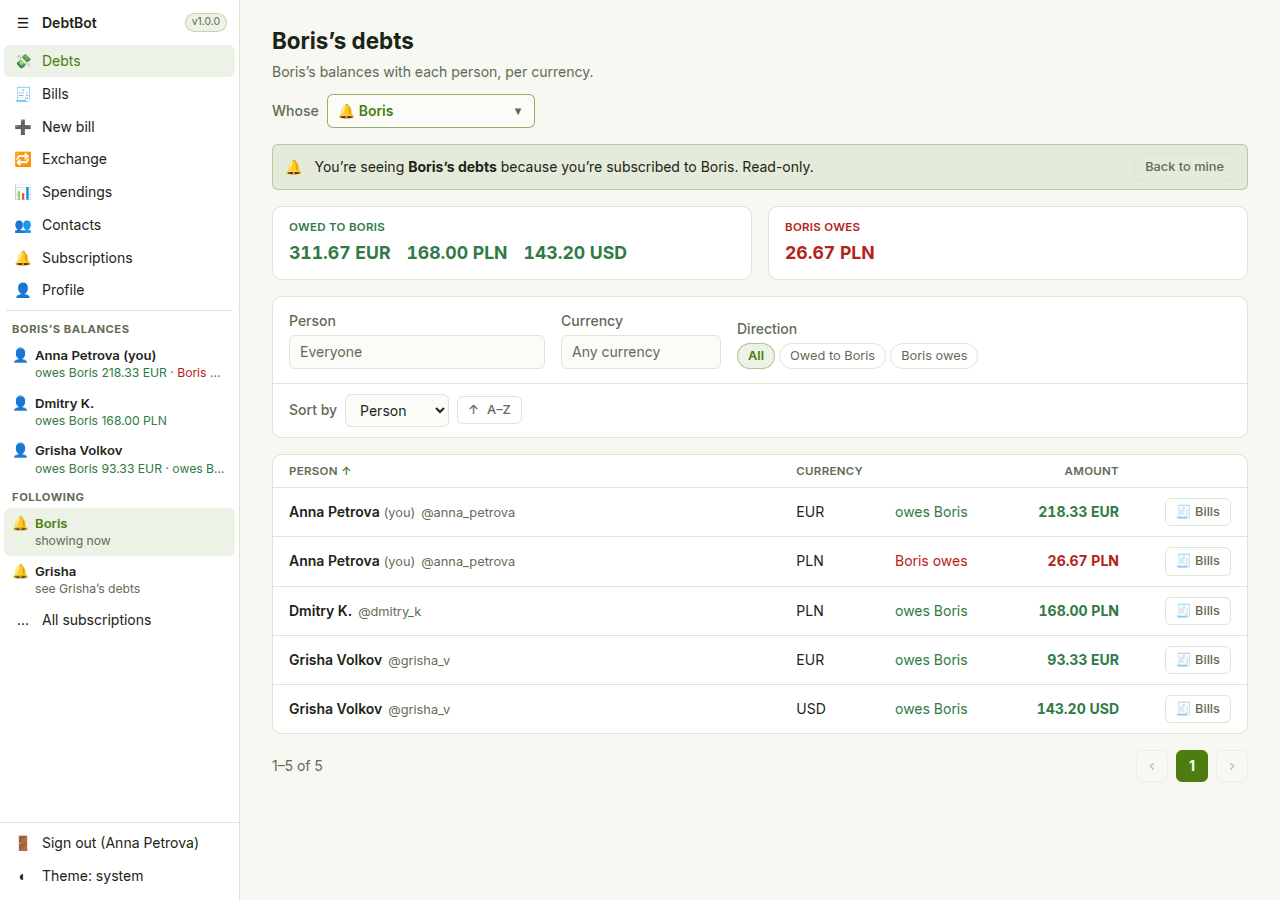 ☰ DebtBot v1.0.0
Debts
Bills
New bill
Exchange
Spendings
Contacts
Subscriptions
Profile
BORIS'S BALANCES
Anna Petrova (you)
owes Boris 218.33 EUR · Boris ...
Dmitry K.
owes Boris 168.00 PLN
Grisha Volkov
owes Boris 93.33 EUR · owes B...
FOLLOWING
Boris
showing now
Grisha
see Grisha’s debts
... All subscriptions
Sign out (Anna Petrova)
Theme: system
Boris’s debts
Boris’s balances with each person, per currency.
Whose Boris ▼
You’re seeing Boris’s debts because you’re subscribed to Boris. Read-only. Back to mine
OWED TO BORIS
311.67 EUR 168.00 PLN 143.20 USD
BORIS OWES
26.67 PLN
Person
Everyone
Currency
Any currency
Direction
All Owed to Boris Boris owes
Sort by Person ↑ A–Z
PERSON ↑ CURRENCY AMOUNT
Anna Petrova (you) @anna_petrova EUR owes Boris 218.33 EUR Bills
Anna Petrova (you) @anna_petrova PLN Boris owes 26.67 PLN Bills
Dmitry K. @dmitry_k PLN owes Boris 168.00 PLN Bills
Grisha Volkov @grisha_v EUR owes Boris 93.33 EUR Bills
Grisha Volkov @grisha_v USD owes Boris 143.20 USD Bills
1–5 of 5 ‹ 1 ›